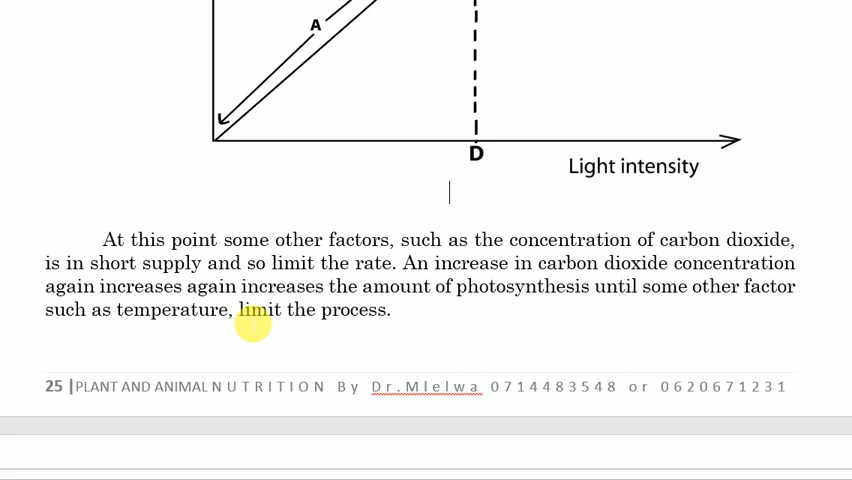 A
D
Light intensity
At this point some other factors, such as the concentration of carbon dioxide,
is in short supply and so limit the rate. An increase in carbon dioxide concentration
again increases again increases the amount of photosynthesis until some other factor
such as temperature, limit the process.
25 | PLANT AND ANIMAL NUTRITION By Dr.Mlelwa 0714483548 or 0620671231